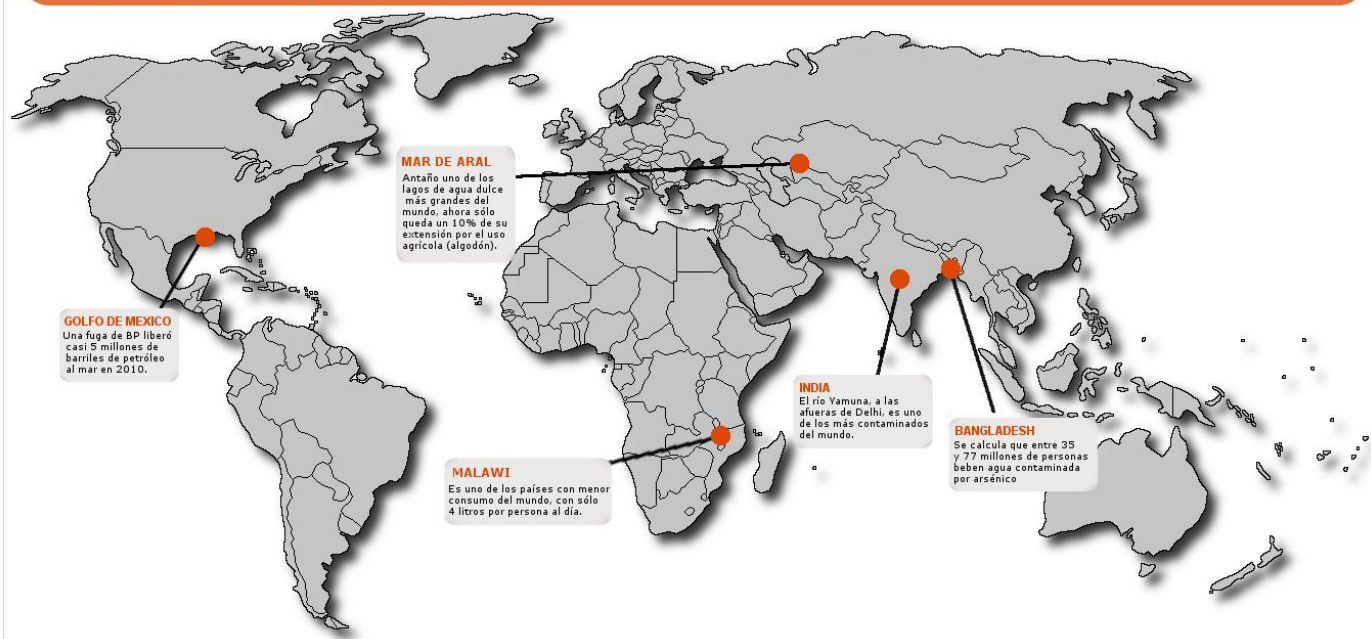 MAR DE ARAL
Antaño uno de los
lagos de agua dulce
más grandes del
mundo, ahora sólo
queda un 10% de su
extensión por el uso
agrícola (algodón).
GOLFO DE MEXICO
Una fuga de BP liberó
casi 5 millones de
barriles de petróleo
al mar en 2010.
INDIA
El río Yamuna, a las
afueras de Delhi, es uno
de los más contaminados
del mundo.
BANGLADESH
Se calcula que entre 35
y 77 millones de personas
beben agua contaminada
por arsénico
MALAWI
Es uno de los países con menor
consumo del mundo, con sólo
4 litros por persona al día.